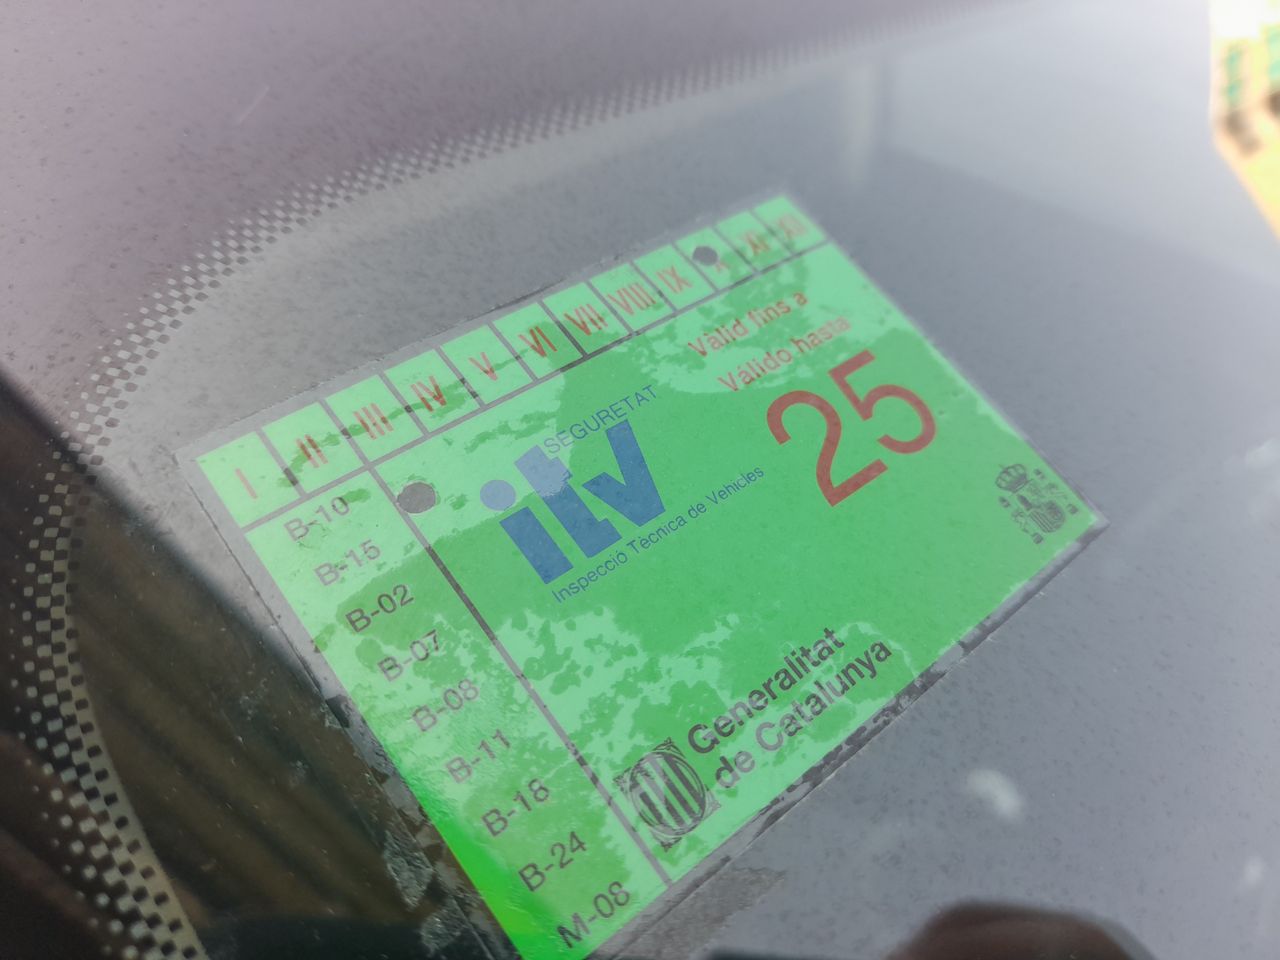 I II III IV V VI VII VIII IX X XI XII
Vàlid fins a
Válido hasta
25
SEGURETAT
itv
Inspecció Tècnica de Vehicles
B-10
B-15
B-02
B-07
B-08
B-11
B-18
B-24
M-08
Generalitat
de Catalunya